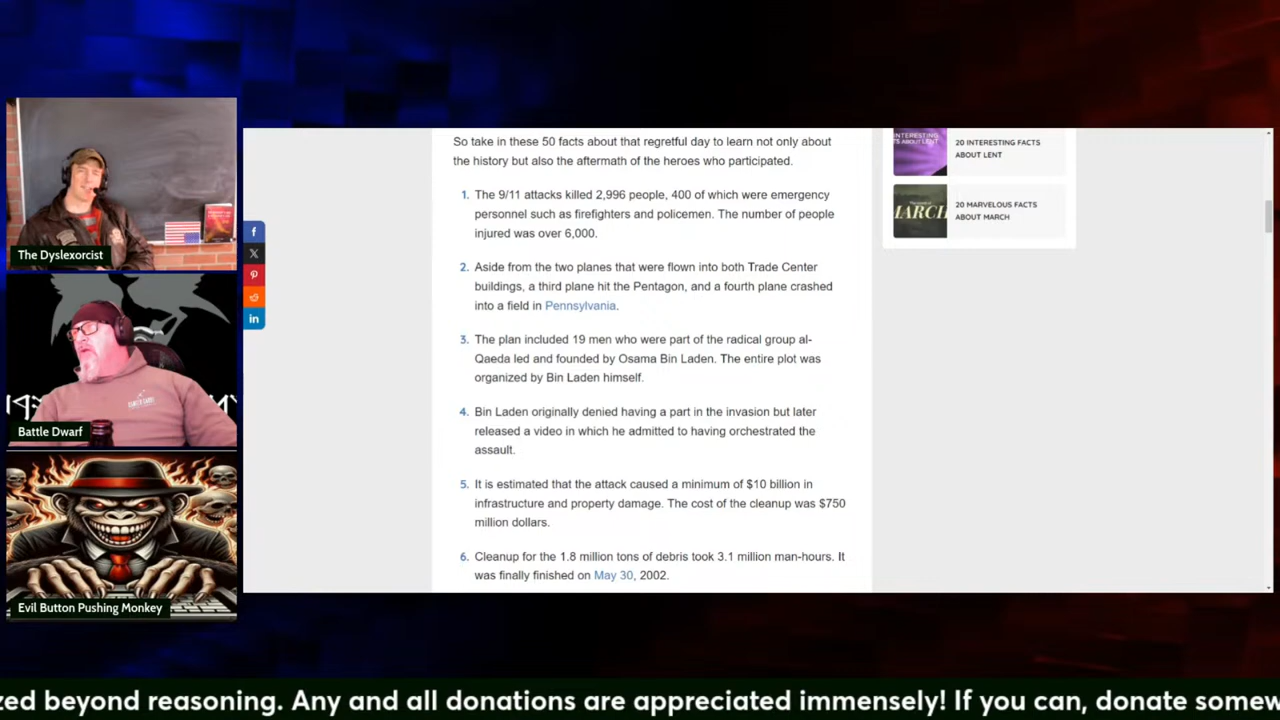 The Dyslexorcist
Battle Dwarf
Evil Button Pushing Monkey
So take in these 50 facts about that regretful day to learn not only about
the history but also the aftermath of the heroes who participated.
1. The 9/11 attacks killed 2,996 people, 400 of which were emergency
personnel such as firefighters and policemen. The number of people
injured was over 6,000.
2. Aside from the two planes that were flown into both Trade Center
buildings, a third plane hit the Pentagon, and a fourth plane crashed
into a field in Pennsylvania.
3. The plan included 19 men who were part of the radical group al-
Qaeda led and founded by Osama Bin Laden. The entire plot was
organized by Bin Laden himself.
4. Bin Laden originally denied having a part in the invasion but later
released a video in which he admitted to having orchestrated the
assault.
5. It is estimated that the attack caused a minimum of $10 billion in
infrastructure and property damage. The cost of the cleanup was $750
million dollars.
6. Cleanup for the 1.8 million tons of debris took 3.1 million man-hours. It
was finally finished on May 30, 2002.
20 INTERESTING FACTS
ABOUT LENT
20 MARVELOUS FACTS
ABOUT MARCH
zed beyond reasoning. Any and all donations are appreciated immensely! If you can, donate somew